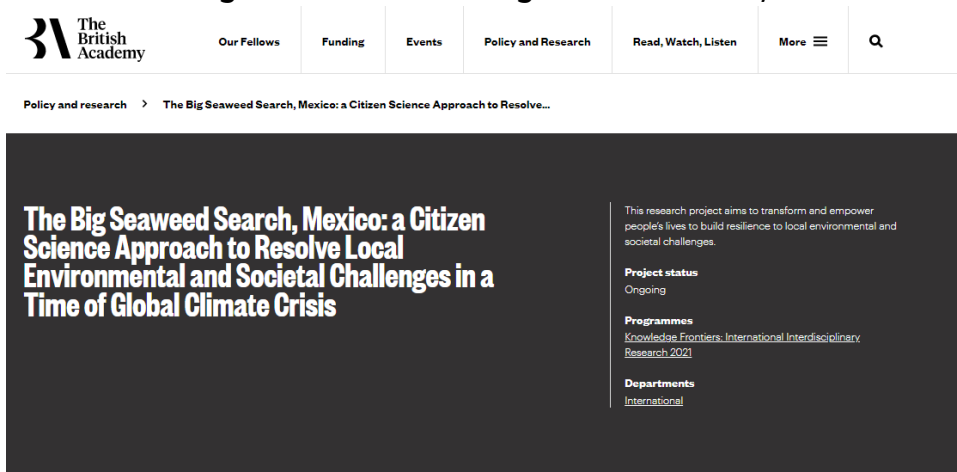 The
British
Academy
Our Fellows
Funding
Events
Policy and Research
Read, Watch, Listen
More
Policy and research > The Big Seaweed Search, Mexico: a Citizen Science Approach to Resolve...
The Big Seaweed Search, Mexico: a Citizen
Science Approach to Resolve Local
Environmental and Societal Challenges in a
Time of Global Climate Crisis
This research project aims to transform and empower
people's lives to build resilience to local environmental and
societal challenges.
Project status
Ongoing
Programmes
Knowledge Frontiers: International Interdisciplinary
Research 2021
Departments
International